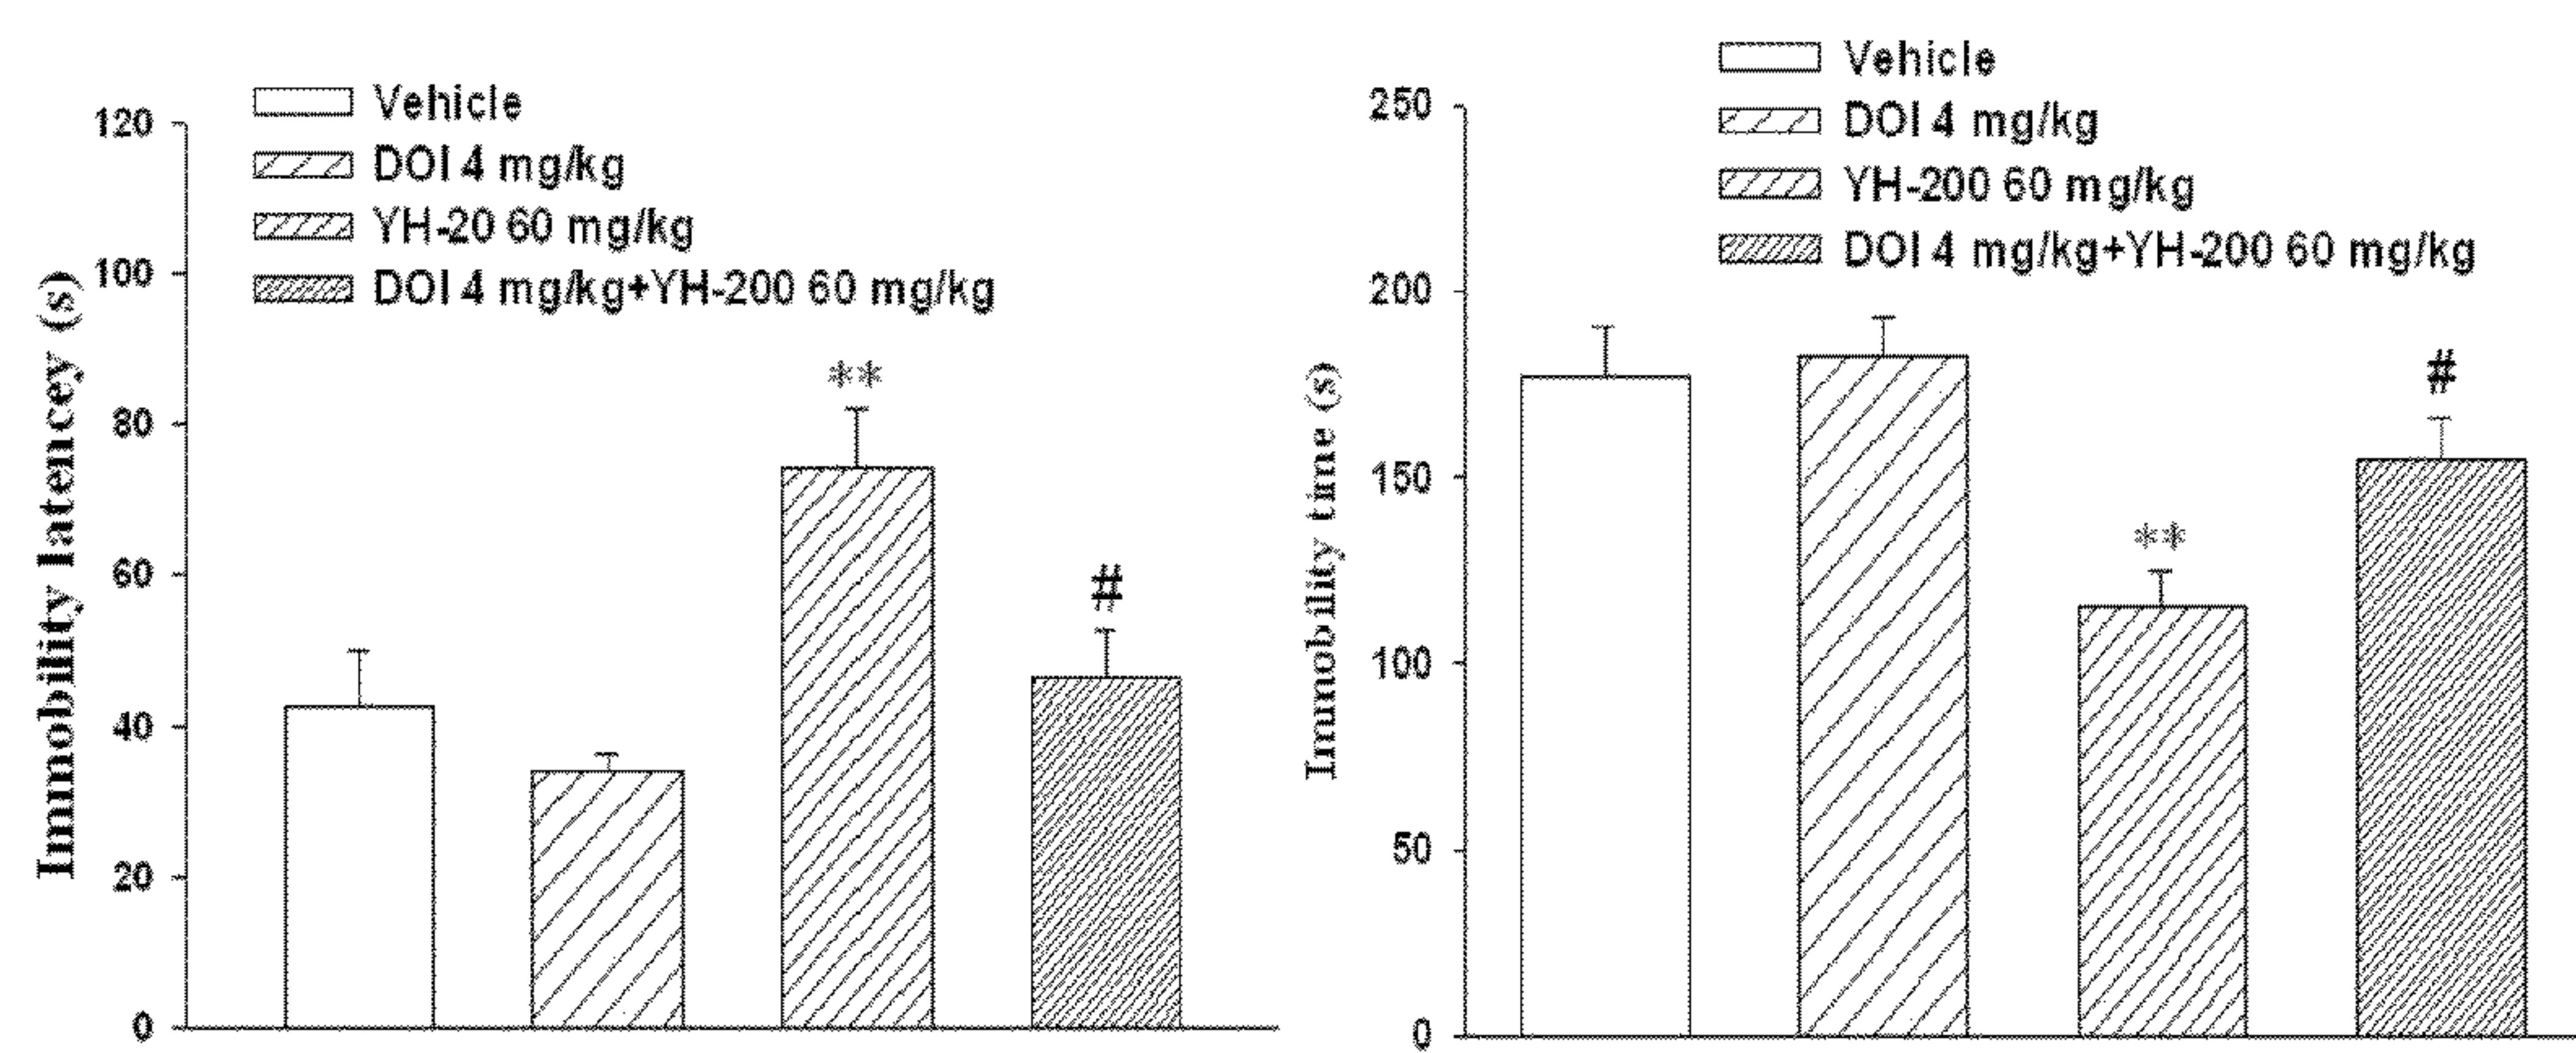 Vehicle
DOI 4 mg/kg
YH-20 60 mg/kg
DOI 4 mg/kg+YH-200 60 mg/kg
Immobility latencey (s)
120
100
80
60
40
20
0
**
#
Vehicle
DOI 4 mg/kg
YH-200 60 mg/kg
DOI 4 mg/kg+YH-200 60 mg/kg
Immobility time (s)
250
200
150
100
50
0
**
#